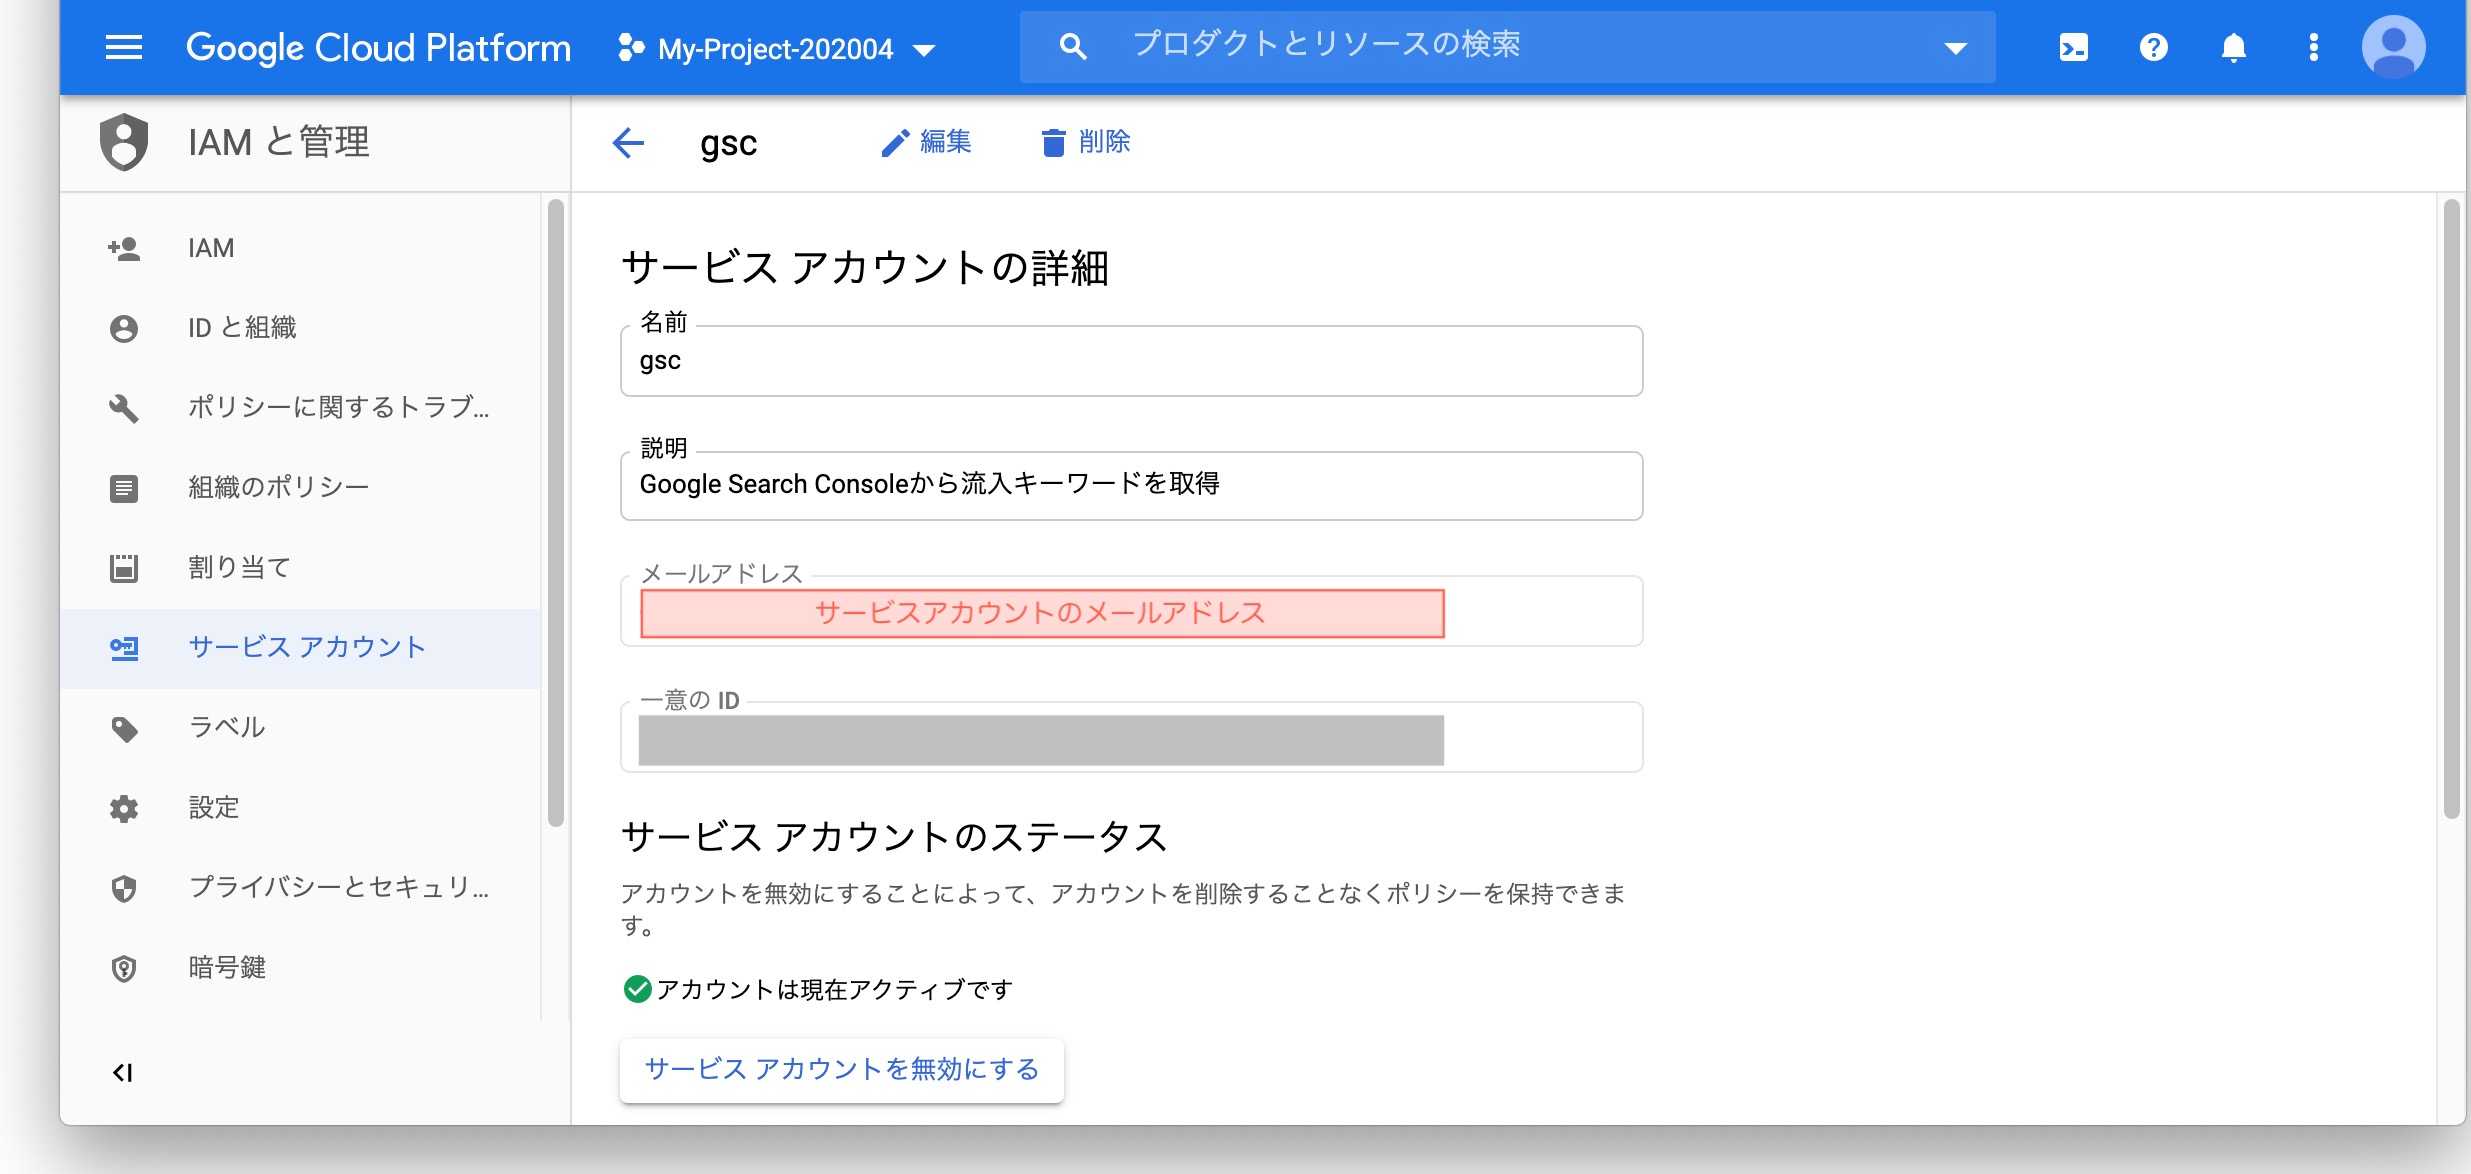 Google Cloud Platform
My-Project-202004
プロダクトとリソースの検索
IAM と管理
gsc
編集
削除
IAM
ID と組織
ポリシーに関するトラブ...
組織のポリシー
割り当て
サービス アカウント
ラベル
設定
プライバシーとセキュリ...
暗号鍵
サービス アカウントの詳細
名前
gsc
説明
Google Search Consoleから流入キーワードを取得
メールアドレス
サービスアカウントのメールアドレス
一意の ID
サービス アカウントのステータス
アカウントを無効にすることによって、アカウントを削除することなくポリシーを保持できま
す。
アカウントは現在アクティブです
サービス アカウントを無効にする